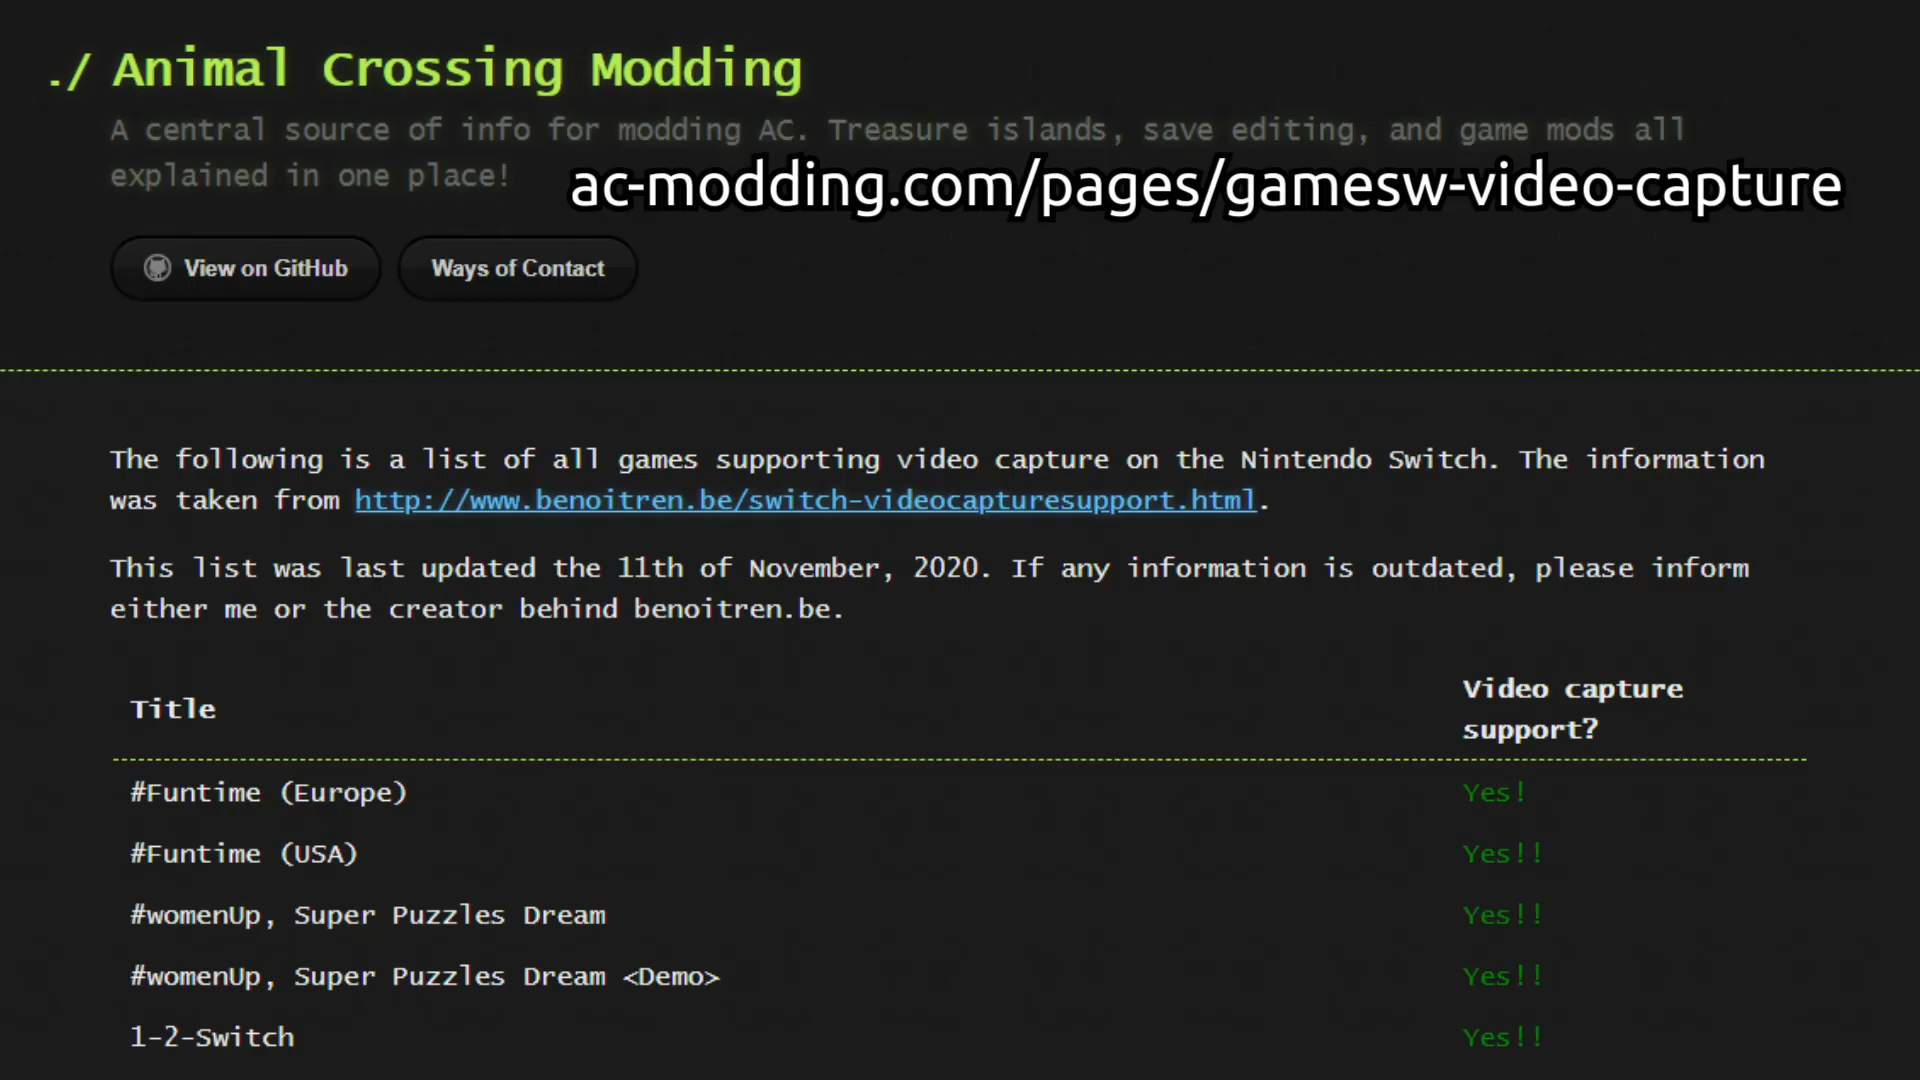 ./ Animal Crossing Modding
A central source of info for modding AC. Treasure islands, save editing, and game mods all
explained in one place!
ac-modding.com/pages/gamesw-video-capture
View on GitHub
Ways of Contact
The following is a list of all games supporting video capture on the Nintendo Switch. The information
was taken from http://www.benoitren.be/switch-videocapturesupport.html.
This list was last updated the 11th of November, 2020. If any information is outdated, please inform
either me or the creator behind benoitren.be.
Title
Video capture
support?
#Funtime (Europe)
Yes!
#Funtime (USA)
Yes!!
#womenUp, Super Puzzles Dream
Yes!!
#womenUp, Super Puzzles Dream <Demo>
Yes!!
1-2-Switch
Yes!!